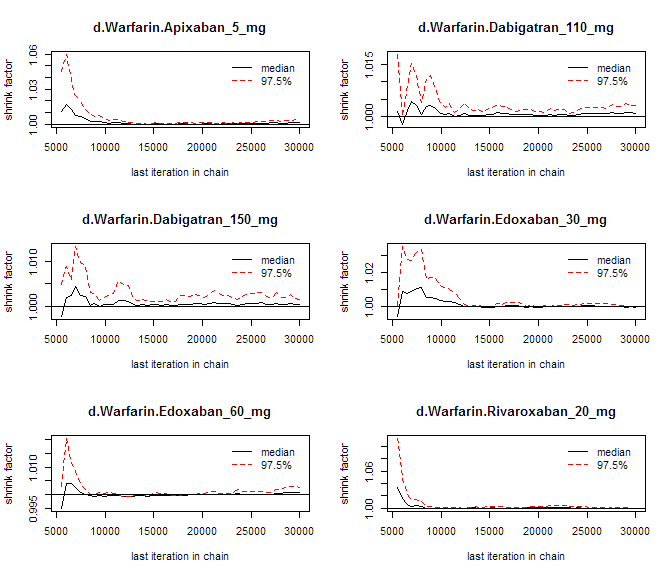 d.Warfarin.Apixaban_5_mg
shrink factor
1.00 1.03 1.06
median
97.5%
5000 10000 15000 20000 25000 30000
last iteration in chain
d.Warfarin.Dabigatran_110_mg
shrink factor
1.000 1.015
median
97.5%
5000 10000 15000 20000 25000 30000
last iteration in chain
d.Warfarin.Dabigatran_150_mg
shrink factor
1.000 1.010
median
97.5%
5000 10000 15000 20000 25000 30000
last iteration in chain
d.Warfarin.Edoxaban_30_mg
shrink factor
1.00 1.02
median
97.5%
5000 10000 15000 20000 25000 30000
last iteration in chain
d.Warfarin.Edoxaban_60_mg
shrink factor
0.995 1.010
median
97.5%
5000 10000 15000 20000 25000 30000
last iteration in chain
d.Warfarin.Rivaroxaban_20_mg
shrink factor
1.00 1.06
median
97.5%
5000 10000 15000 20000 25000 30000
last iteration in chain